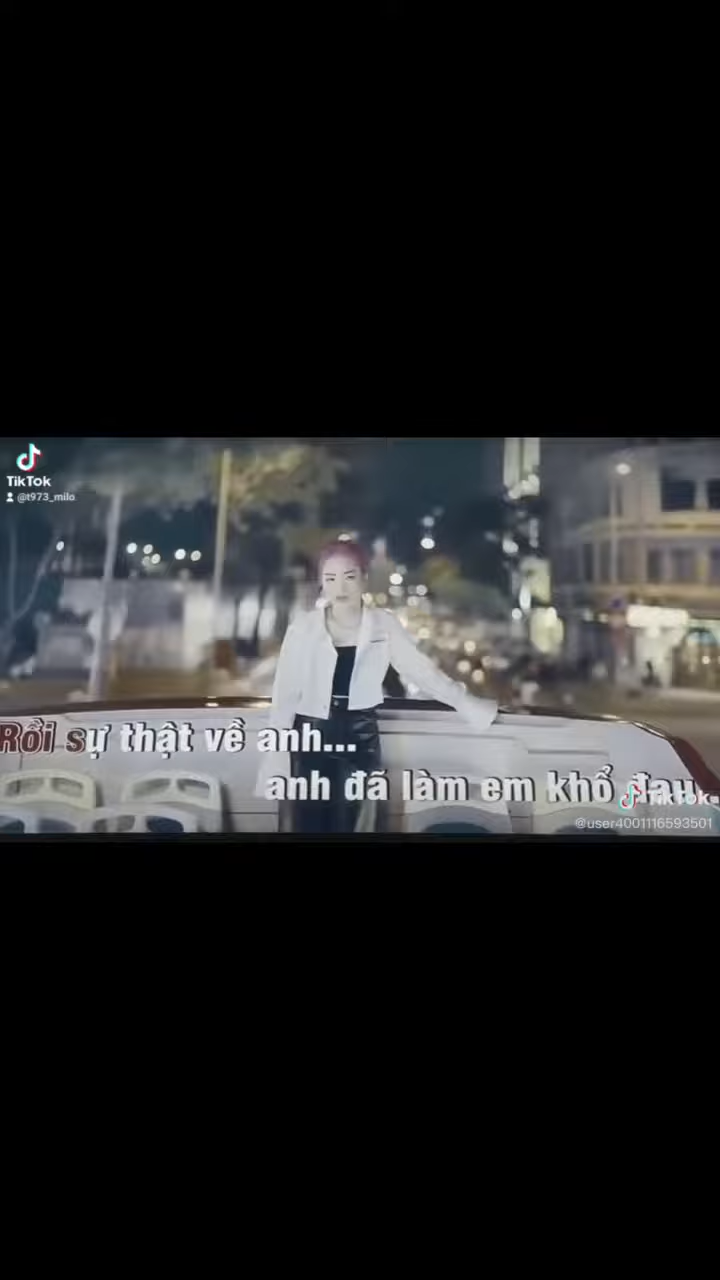 TikTok
@t973_milo
Rồi sự thật về anh...
anh đã làm em khổ đau
TikTok
@user4001116593501